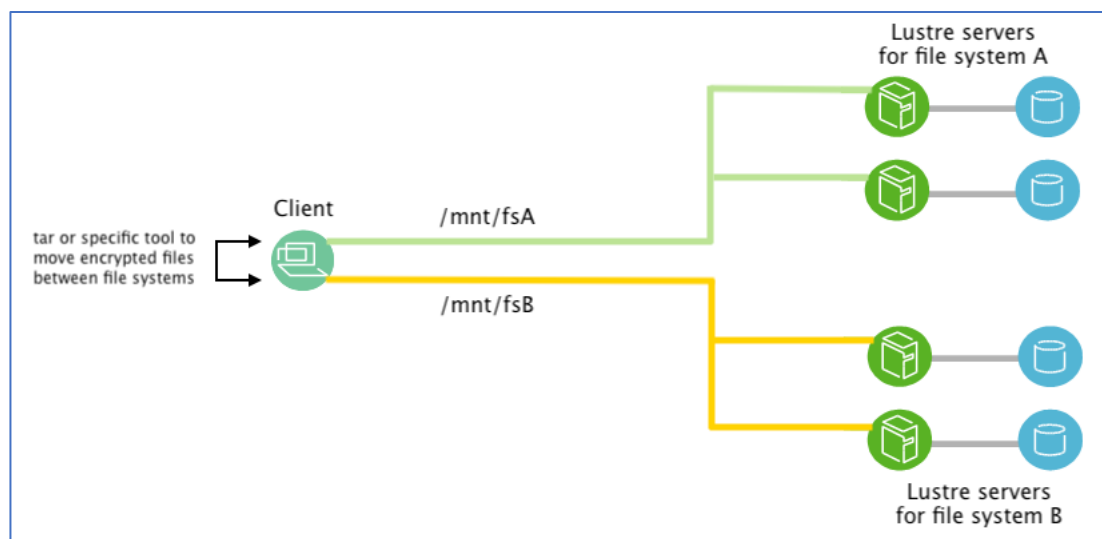 Lustre servers
for file system A
Client
/mnt/fsA
tar or specific tool to
move encrypted files
between file systems
/mnt/fsB
Lustre servers
for file system B